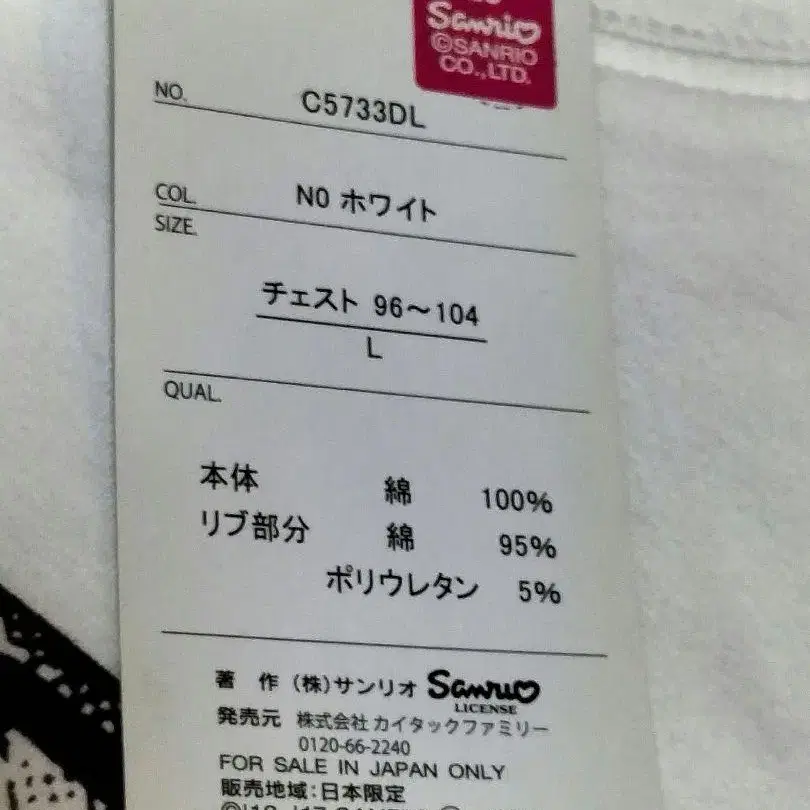 Sanrio
©SANRIO
CO.,LTD.
NO. C5733DL
COL. N0 ホワイト
SIZE.
チェスト 96～104
L
QUAL.
本体 綿 100%
リブ部分 綿 95%
ポリウレタン 5%
著 作 (株)サンリオ Sanrio
LICENSE
発売元 株式会社 カイタックファミリー
0120-66-2240
FOR SALE IN JAPAN ONLY
販売地域:日本限定